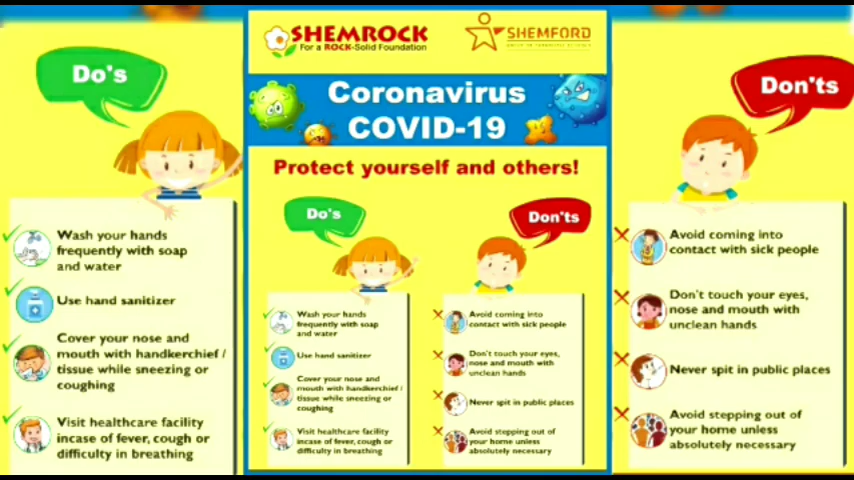 Do's
Wash your hands
frequently with soap
and water
Use hand sanitizer
Cover your nose and
mouth with handkerchief /
tissue while sneezing or
coughing
Visit healthcare facility
incase of fever, cough or
difficulty in breathing
SHEMROCK
For a ROCK-Solid Foundation
SHEMFORD
Coronavirus
COVID-19
Protect yourself and others!
Do's
Wash your hands
frequently with soap
and water
Use hand sanitizer
Cover your nose and
mouth with handkerchief /
tissue while sneezing or
coughing
Visit healthcare facility
incase of fever, cough or
difficulty in breathing
Don'ts
Avoid coming into
contact with sick people
Don't touch your eyes,
nose and mouth with
unclean hands
Never spit in public places
Avoid stepping out of
your home unless
absolutely necessary
Don'ts
Avoid coming into
contact with sick people
Don't touch your eyes,
nose and mouth with
unclean hands
Never spit in public places
Avoid stepping out of
your home unless
absolutely necessary